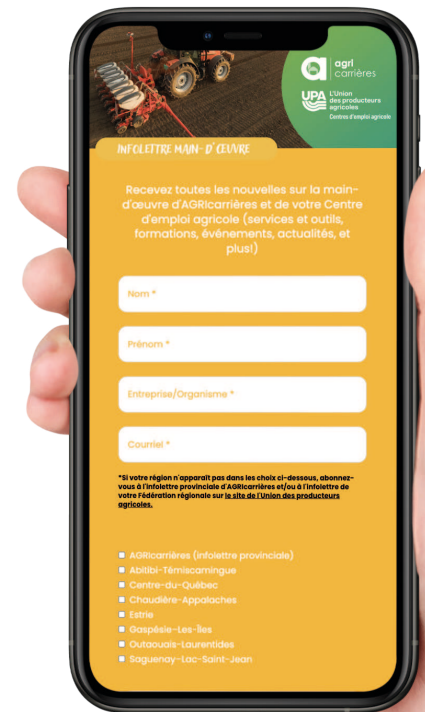 agri
carrières
UPA
L'Union
des producteurs
agricoles
Centres d'emploi agricole
INFOLETTRE MAIN-D'ŒUVRE
Recevez toutes les nouvelles sur la main-
d'œuvre d'AGRIcarrières et de votre Centre
d'emploi agricole (services et outils,
formations, événements, actualités, et
plus!)
Nom *
Prénom *
Entreprise/Organisme *
Courriel *
*Si votre région n'apparaît pas dans les choix ci-dessous, abonnez-
vous à l'infolettre provinciale d'AGRIcarrières et/ou à l'infolettre de
votre Fédération régionale sur le site de l'Union des producteurs
agricoles.
AGRIcarrières (infolettre provinciale)
Abitibi-Témiscamingue
Centre-du-Québec
Chaudière-Appalaches
Estrie
Gaspésie-Les-Îles
Outaouais-Laurentides
Saguenay-Lac-Saint-Jean